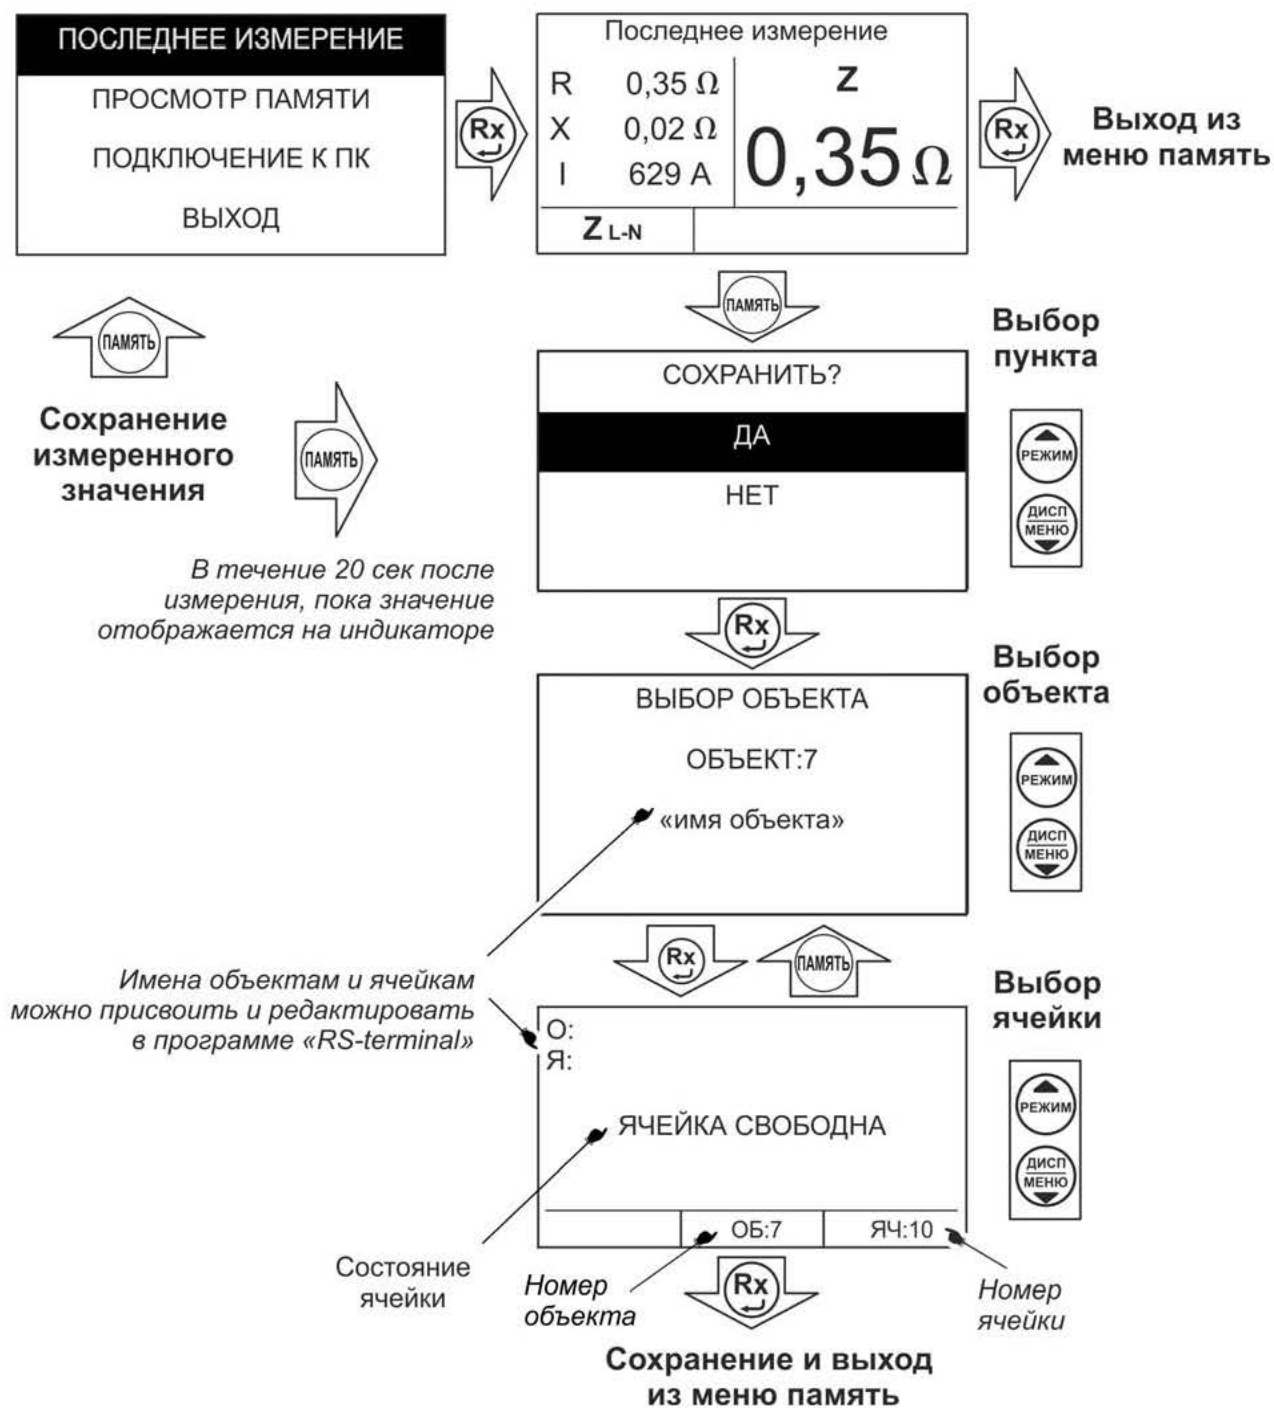 ПОСЛЕДНЕЕ ИЗМЕРЕНИЕ
ПРОСМОТР ПАМЯТИ
ПОДКЛЮЧЕНИЕ К ПК
ВЫХОД
Rx
Последнее измерение
R 0,35 Ω
X 0,02 Ω
I 629 А
Z
0,35 Ω
Z L-N
Rx
Выход из
меню память
ПАМЯТЬ
Сохранение
измеренного
значения
ПАМЯТЬ
В течение 20 сек после
измерения, пока значение
отображается на индикаторе
ПАМЯТЬ
СОХРАНИТЬ?
ДА
НЕТ
Выбор
пункта
РЕЖИМ
ДИСП
МЕНЮ
Rx
ВЫБОР ОБЪЕКТА
ОБЪЕКТ:7
«имя объекта»
Выбор
объекта
РЕЖИМ
ДИСП
МЕНЮ
Rx
ПАМЯТЬ
Имена объектам и ячейкам
можно присвоить и редактировать
в программе «RS-terminal»
О:
Я:
ЯЧЕЙКА СВОБОДНА
ОБ:7
ЯЧ:10
Выбор
ячейки
РЕЖИМ
ДИСП
МЕНЮ
Состояние
ячейки
Номер
объекта
Rx
Номер
ячейки
Сохранение и выход
из меню память